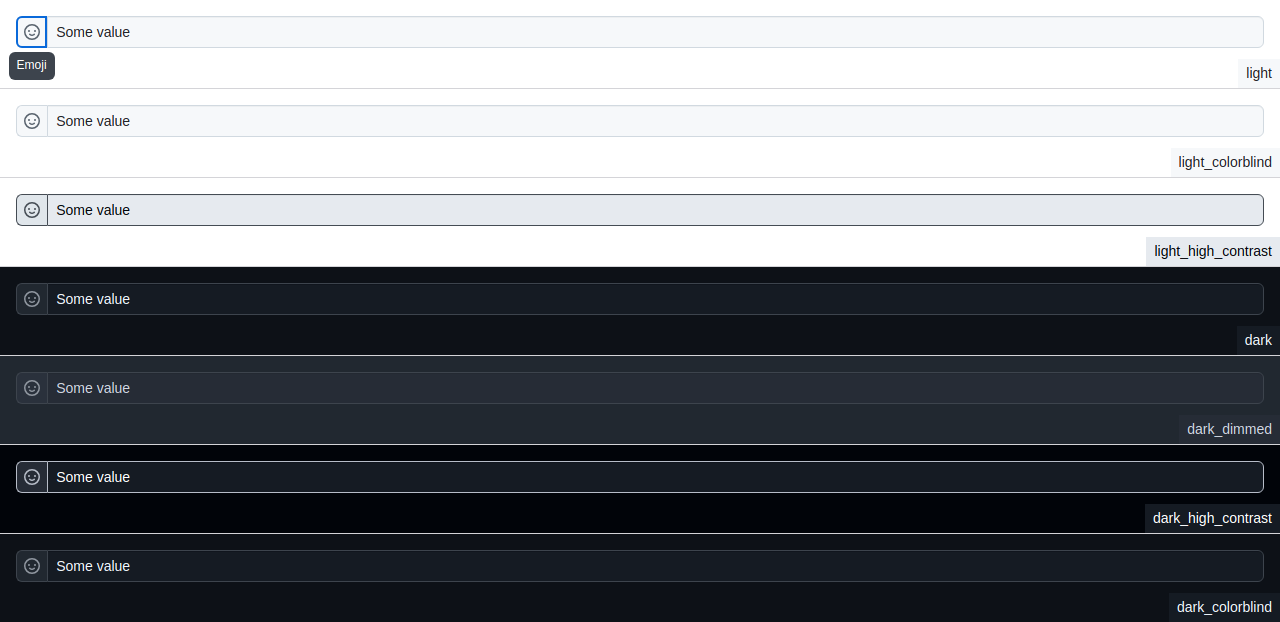 Some value
Emoji
light
Some value
light_colorblind
Some value
light_high_contrast
Some value
dark
Some value
dark_dimmed
Some value
dark_high_contrast
Some value
dark_colorblind